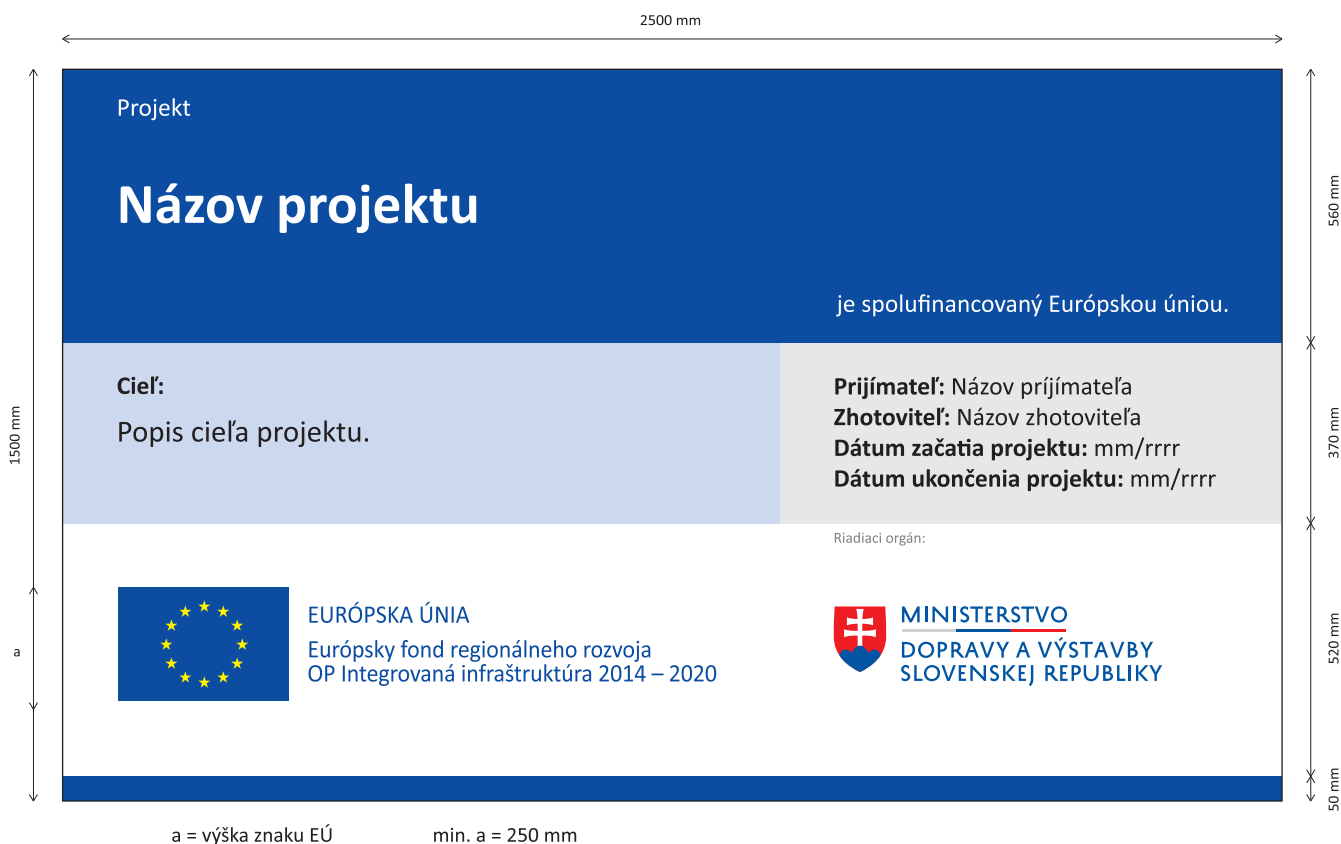 2500 mm
Projekt
Názov projektu
560 mm
je spolufinancovaný Európskou úniou.
1500 mm
Cieľ:
Popis cieľa projektu.
Prijímateľ: Názov príjímateľa
Zhotoviteľ: Názov zhotoviteľa
Dátum začatia projektu: mm/rrrr
Dátum ukončenia projektu: mm/rrrr
370 mm
Riadiaci orgán:
a
EURÓPSKA ÚNIA
Európsky fond regionálneho rozvoja
OP Integrovaná infraštruktúra 2014 – 2020
MINISTERSTVO
DOPRAVY A VÝSTAVBY
SLOVENSKEJ REPUBLIKY
520 mm
50 mm
a = výška znaku EÚ
min. a = 250 mm